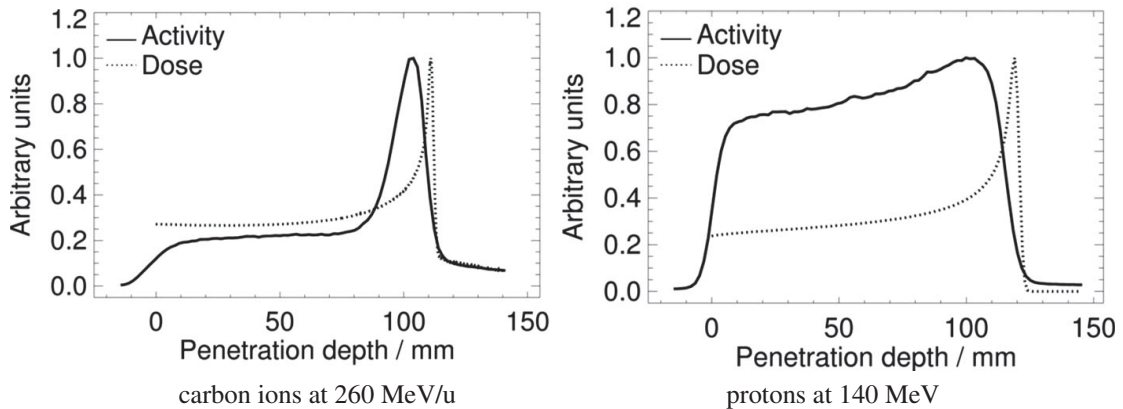 Arbitrary units
1.2
1.0
0.8
0.6
0.4
0.2
0.0
Activity
Dose
0
50
100
150
Penetration depth / mm
carbon ions at 260 MeV/u
Arbitrary units
1.2
1.0
0.8
0.6
0.4
0.2
0.0
Activity
Dose
0
50
100
150
Penetration depth / mm
protons at 140 MeV